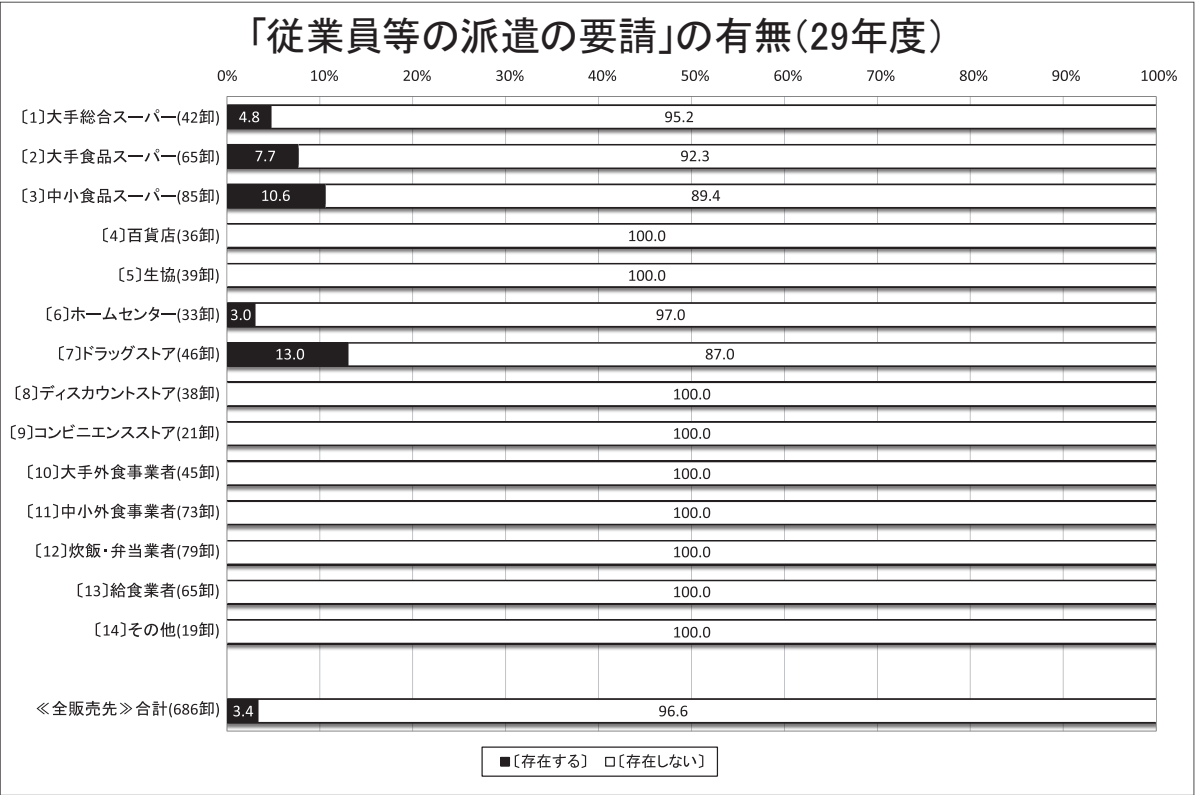 「従業員等の派遣の要請」の有無(29年度)
0% 10% 20% 30% 40% 50% 60% 70% 80% 90% 100%
〔1〕大手総合スーパー(42卸) 4.8 95.2
〔2〕大手食品スーパー(65卸) 7.7 92.3
〔3〕中小食品スーパー(85卸) 10.6 89.4
〔4〕百貨店(36卸) 100.0
〔5〕生協(39卸) 100.0
〔6〕ホームセンター(33卸) 3.0 97.0
〔7〕ドラッグストア(46卸) 13.0 87.0
〔8〕ディスカウントストア(38卸) 100.0
〔9〕コンビニエンスストア(21卸) 100.0
〔10〕大手外食事業者(45卸) 100.0
〔11〕中小外食事業者(73卸) 100.0
〔12〕炊飯・弁当業者(79卸) 100.0
〔13〕給食業者(65卸) 100.0
〔14〕その他(19卸) 100.0
≪全販売先≫合計(686卸) 3.4 96.6
■〔存在する〕 □〔存在しない〕